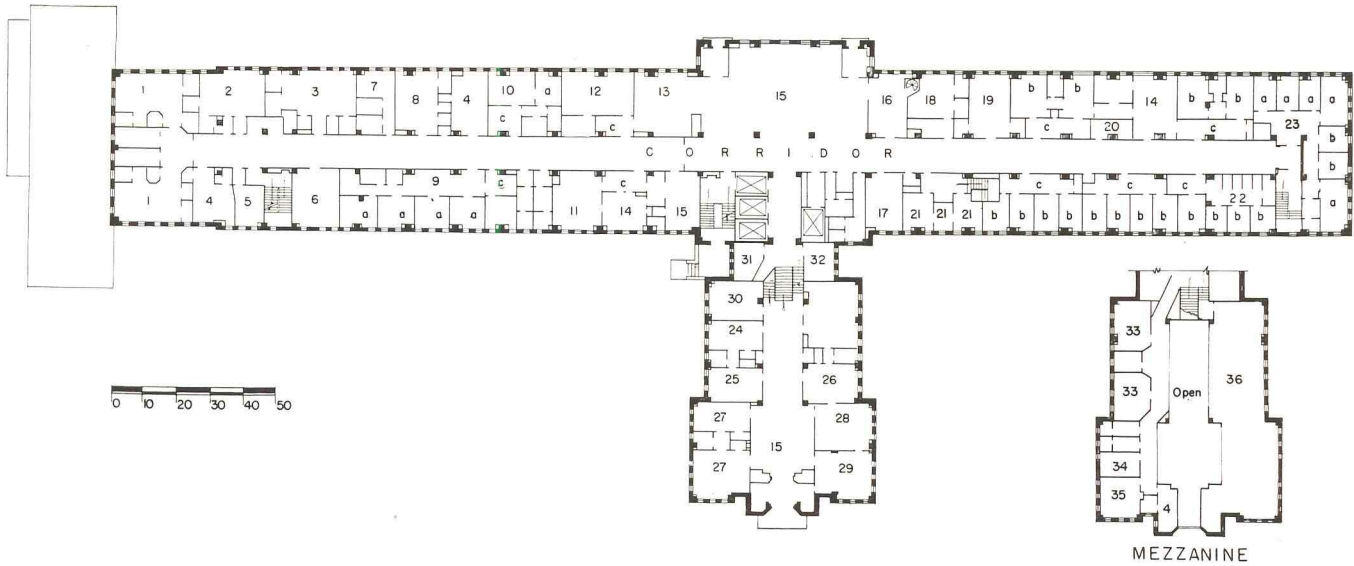 1 2 3 7 8 4 10 a 12 13 15 16 18 19 b b 14 b b a a a a
c c c 20 c 23
b
C O R R I D O R
b
9 c c c c c
1 4 5 6 11 14 15 17 22
a a a a 21 21 21 b b b b b b b b b b b b a
31 32
30
24 33
25 26 33 Open 36
27 28
15
27 29
34
35 4
0 10 20 30 40 50
MEZZANINE